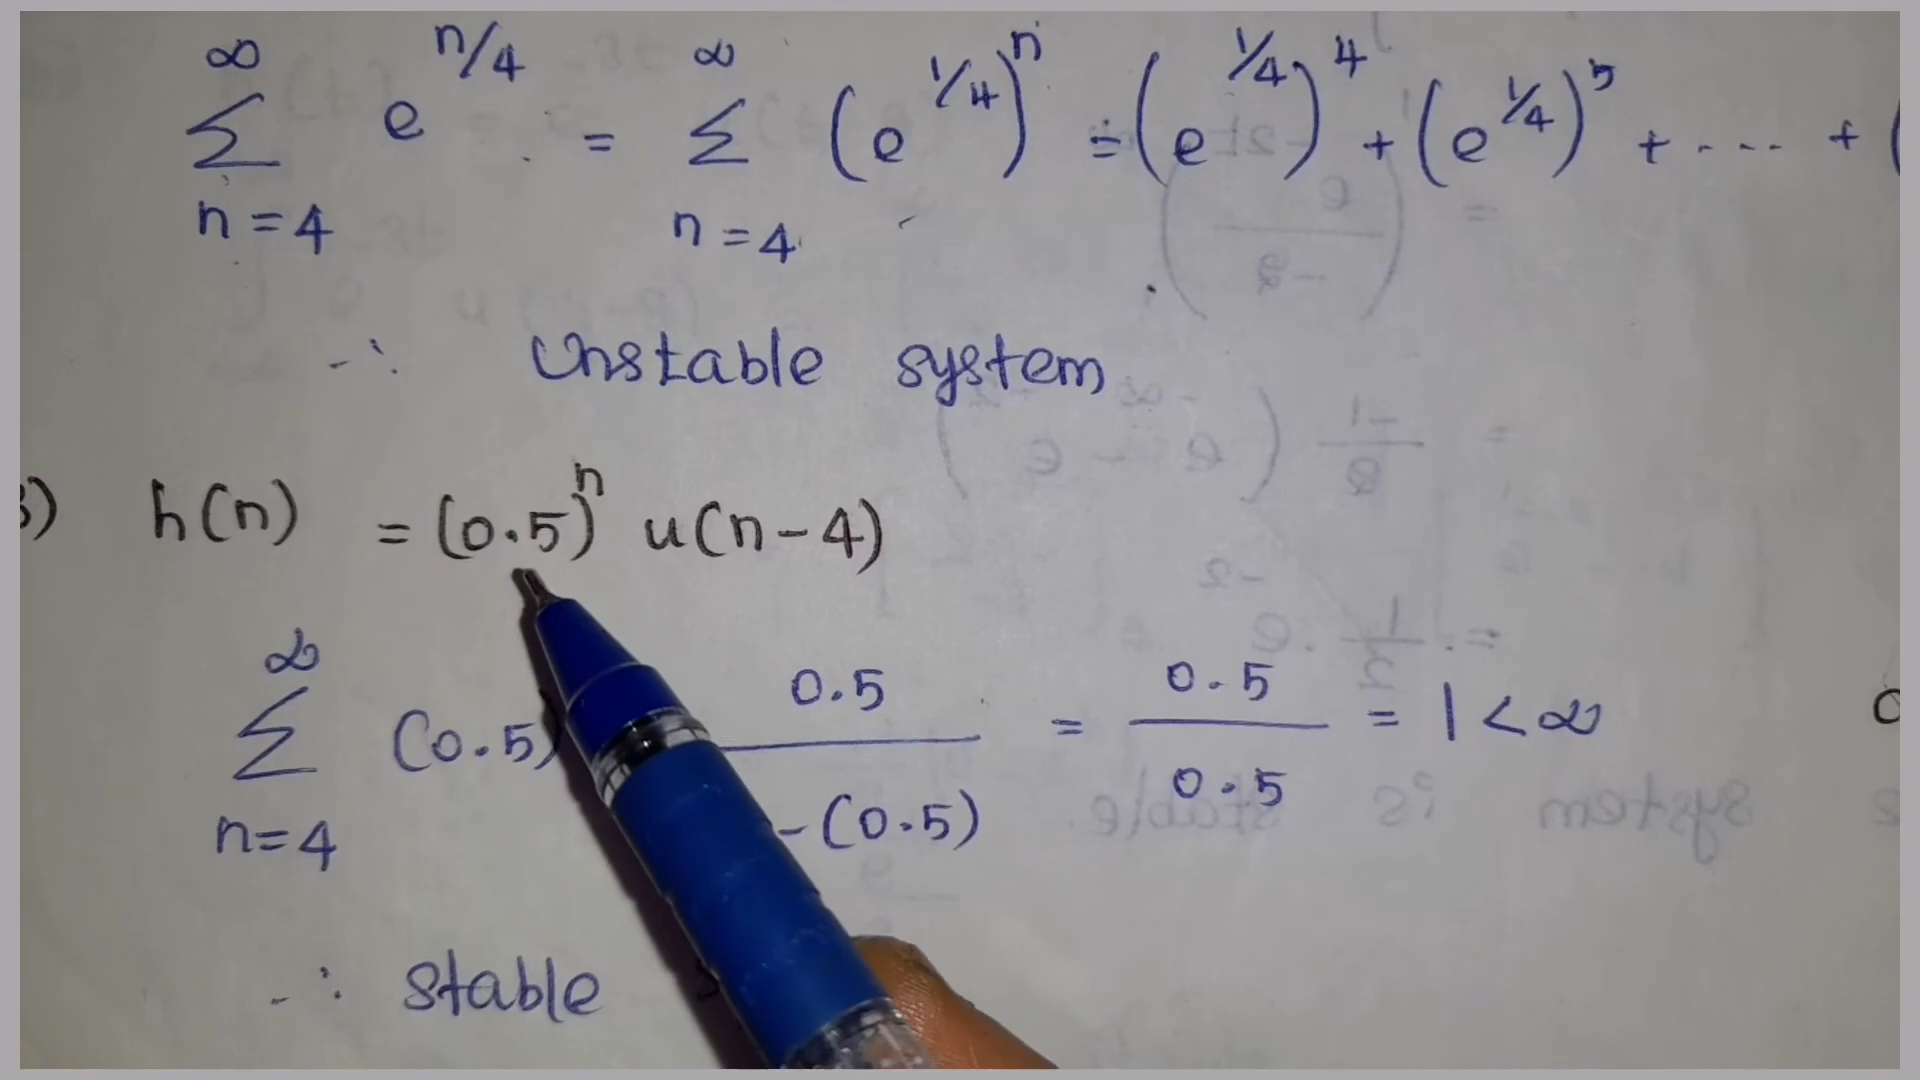 ∞ ∞
∑ e^{n/4} = ∑ (e^{1/4})^n = (e^{1/4})^4 + (e^{1/4})^5 + ---- + (
n=4 n=4
∴ Unstable system
) h(n) = (0.5)^n u(n-4)
∞
∑ (0.5) 0.5 / -(0.5) = 0.5 / 0.5 = 1 < ∞
n=4
∴ stable